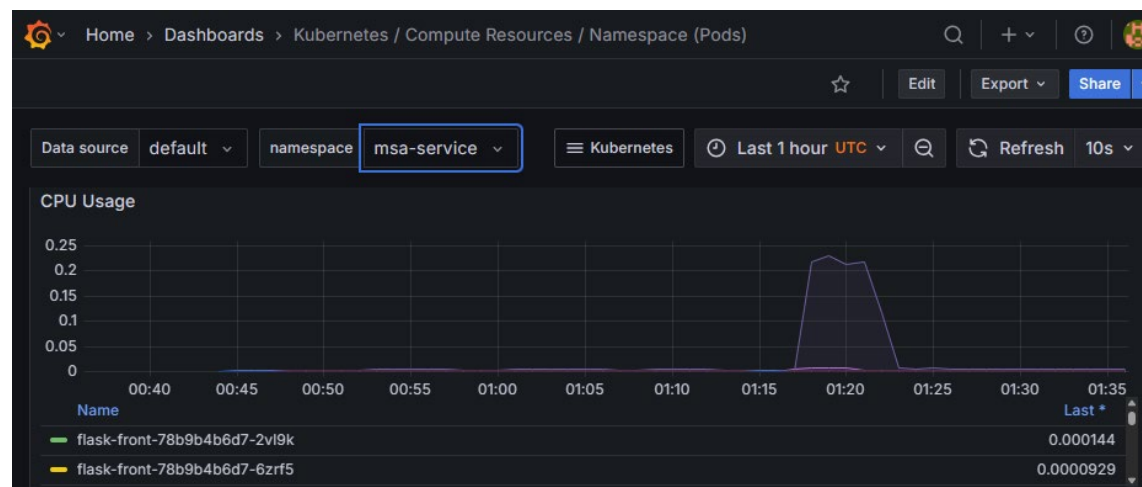 Home > Dashboards > Kubernetes / Compute Resources / Namespace (Pods)
Edit Export Share
Data source default namespace msa-service Kubernetes Last 1 hour UTC Refresh 10s
CPU Usage
0.25
0.2
0.15
0.1
0.05
0
00:40 00:45 00:50 00:55 01:00 01:05 01:10 01:15 01:20 01:25 01:30 01:35
Name Last *
flask-front-78b9b4b6d7-2vl9k 0.000144
flask-front-78b9b4b6d7-6zrf5 0.0000929